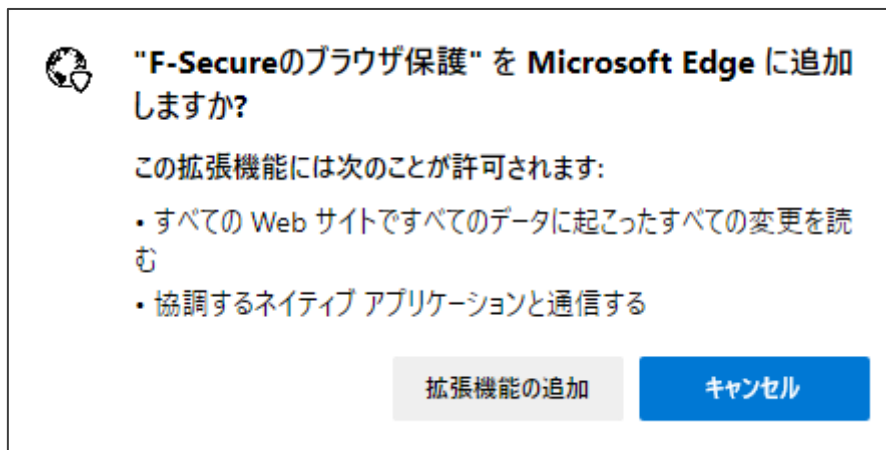 "F-Secureのブラウザ保護" を Microsoft Edge に追加
しますか?
この拡張機能には次のことが許可されます:
• すべての Web サイトですべてのデータに起こったすべての変更を読
む
• 協調するネイティブ アプリケーションと通信する
拡張機能の追加
キャンセル